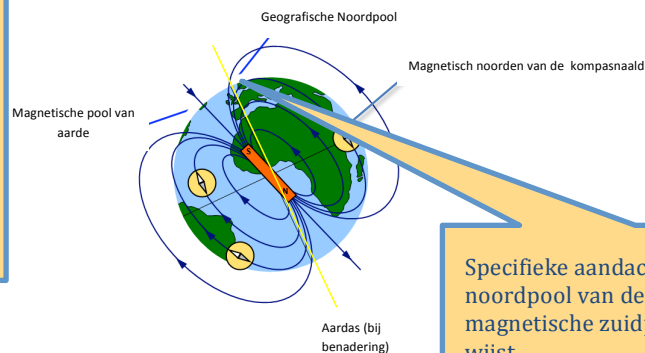 Geografische Noordpool
Magnetisch noorden van de kompasnaald
Magnetische pool van
aarde
S
N
Aardas (bij
benadering)
Specifieke aandac
noordpool van de
magnetische zuidp
wijst